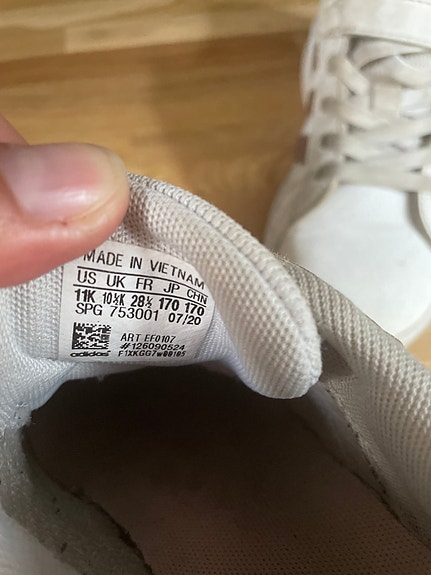 MADE IN VIETNAM
US UK FR JP CHN
11K 10½K 28½ 170 170
SPG 753001 07/20
ART EF0107
#126090524
adidas F1XKGG7w00105